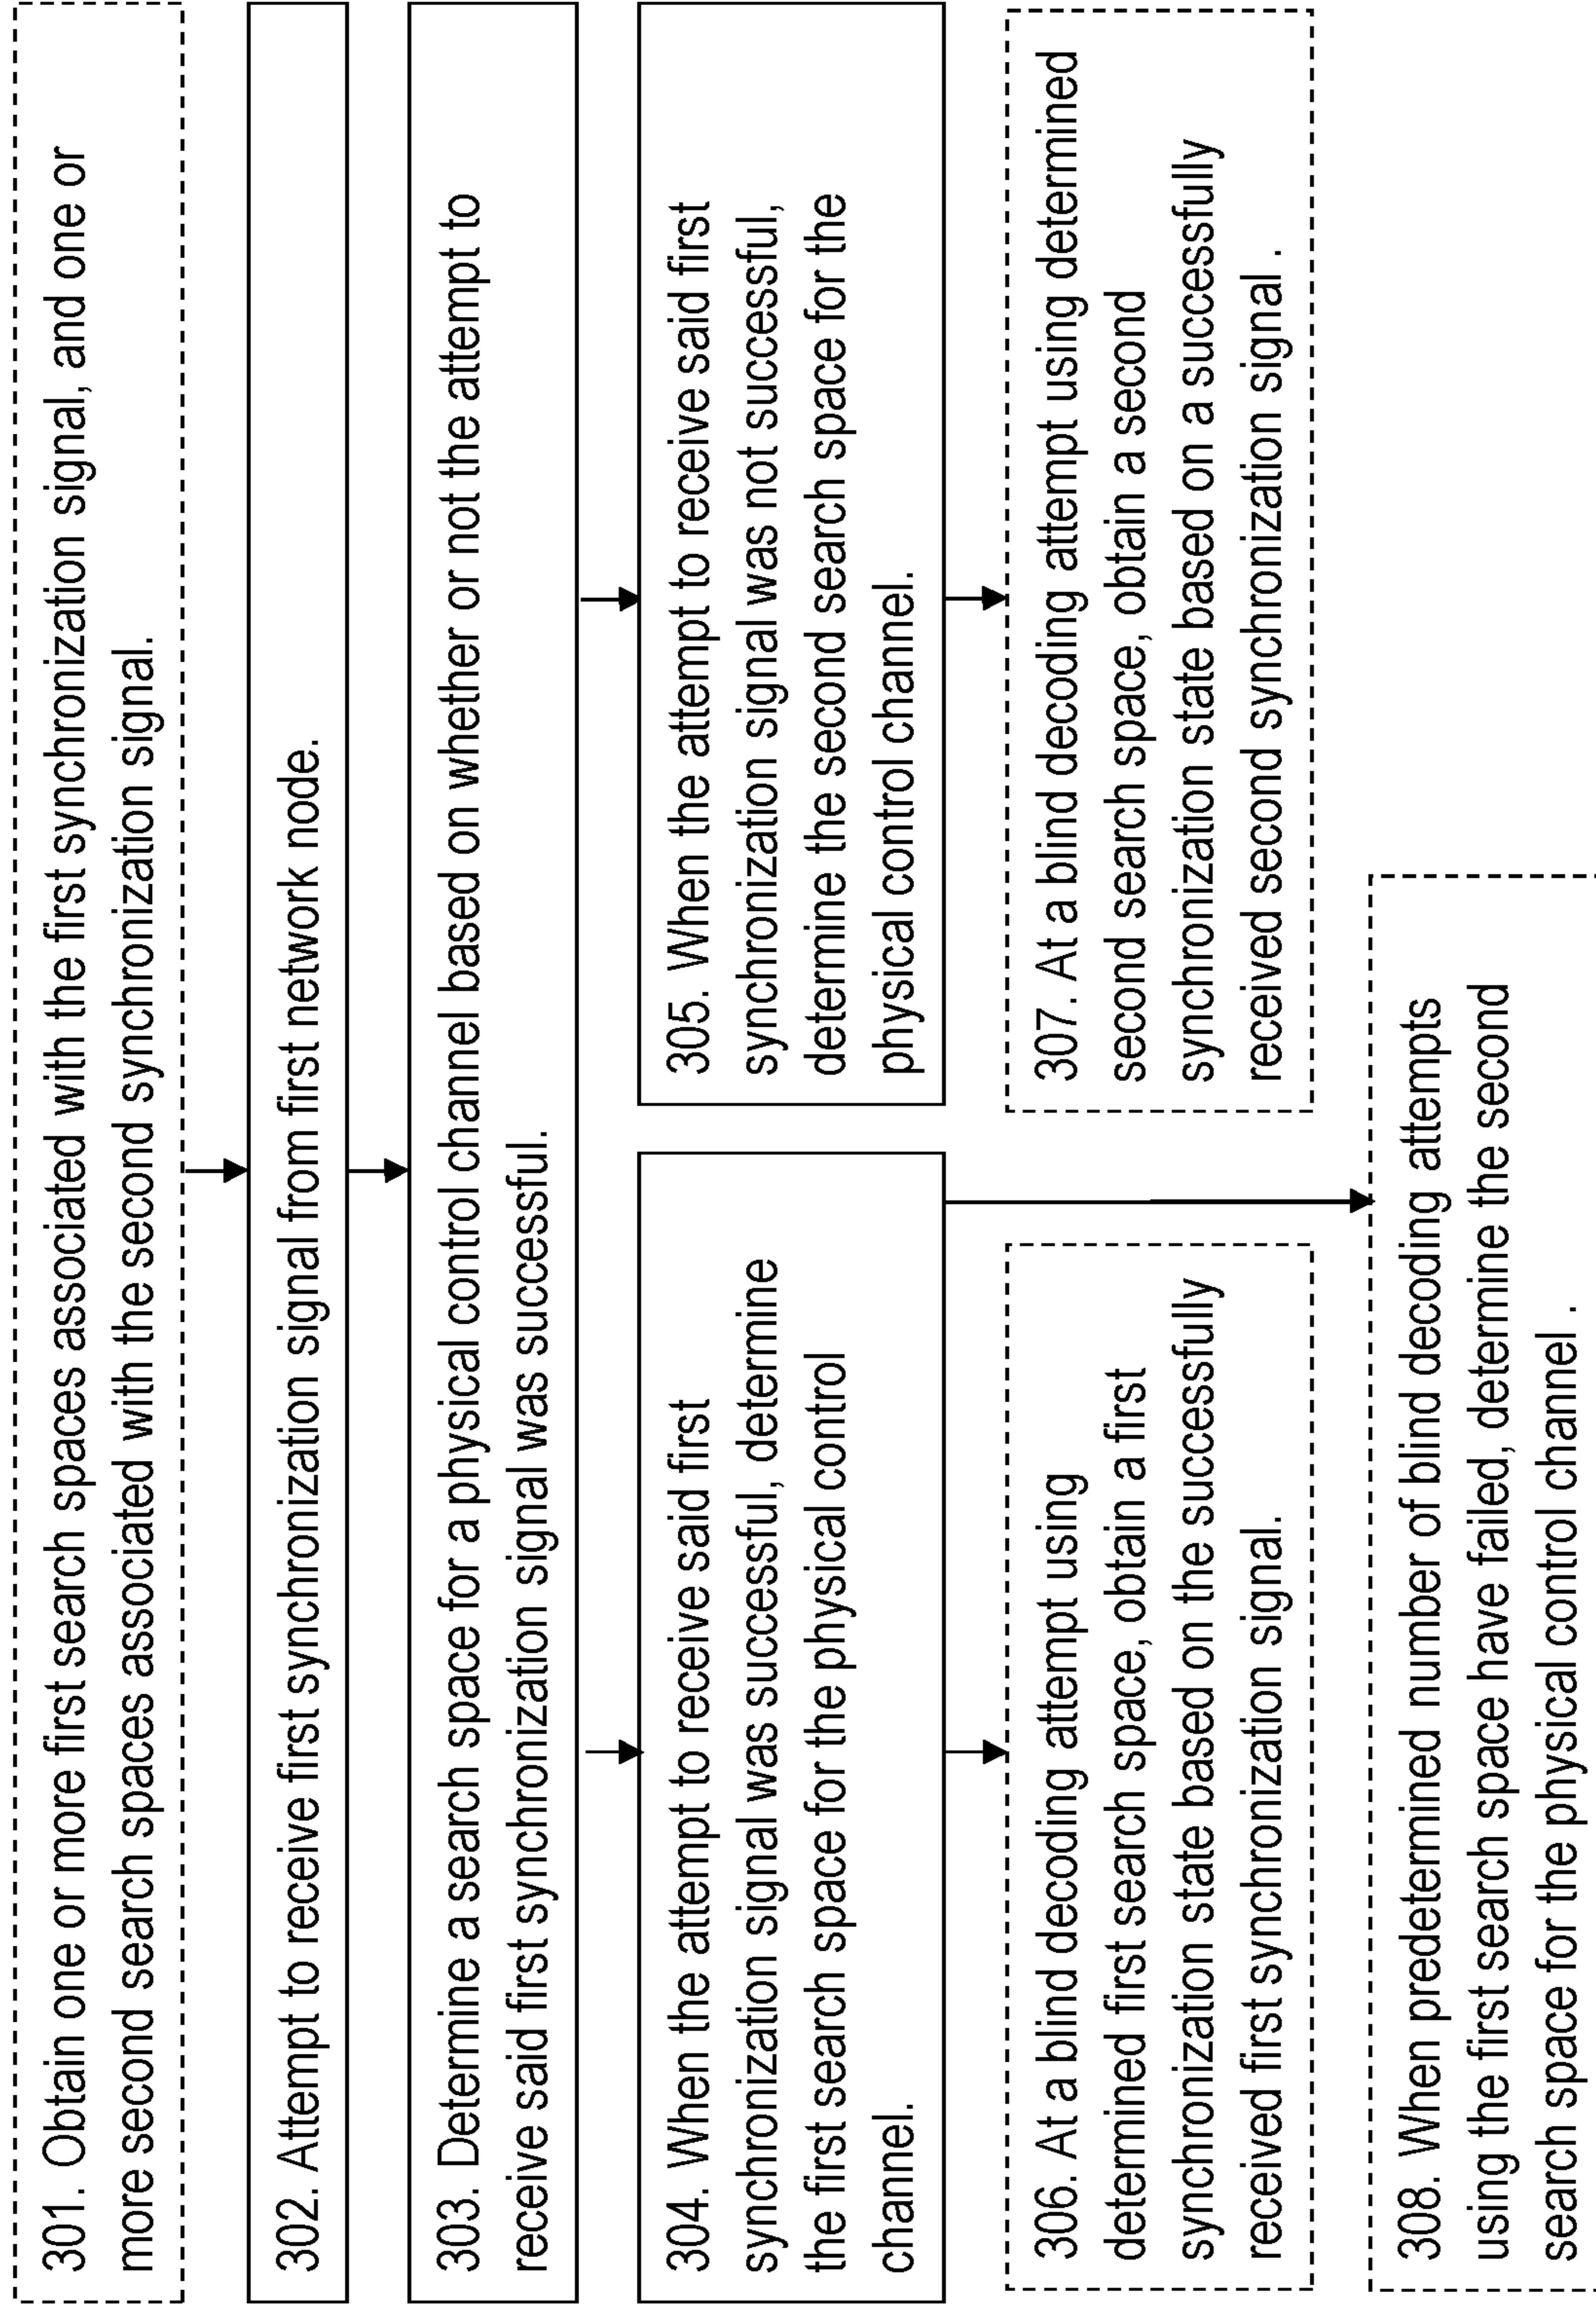 301. Obtain one or more first search spaces associated with the first synchronization signal, and one or
more second search spaces associated with the second synchronization signal.
302. Attempt to receive first synchronization signal from first network node.
303. Determine a search space for a physical control channel based on whether or not the attempt to
receive said first synchronization signal was successful.
304. When the attempt to receive said first
synchronization signal was successful, determine
the first search space for the physical control
channel.
305. When the attempt to receive said first
synchronization signal was not successful,
determine the second search space for the
physical control channel.
306. At a blind decoding attempt using
determined first search space, obtain a first
synchronization state based on the successfully
received first synchronization signal.
307. At a blind decoding attempt using determined
second search space, obtain a second
synchronization state based on a successfully
received second synchronization signal .
308. When predetermined number of blind decoding attempts
using the first search space have failed, determine the second
search space for the physical control channel .